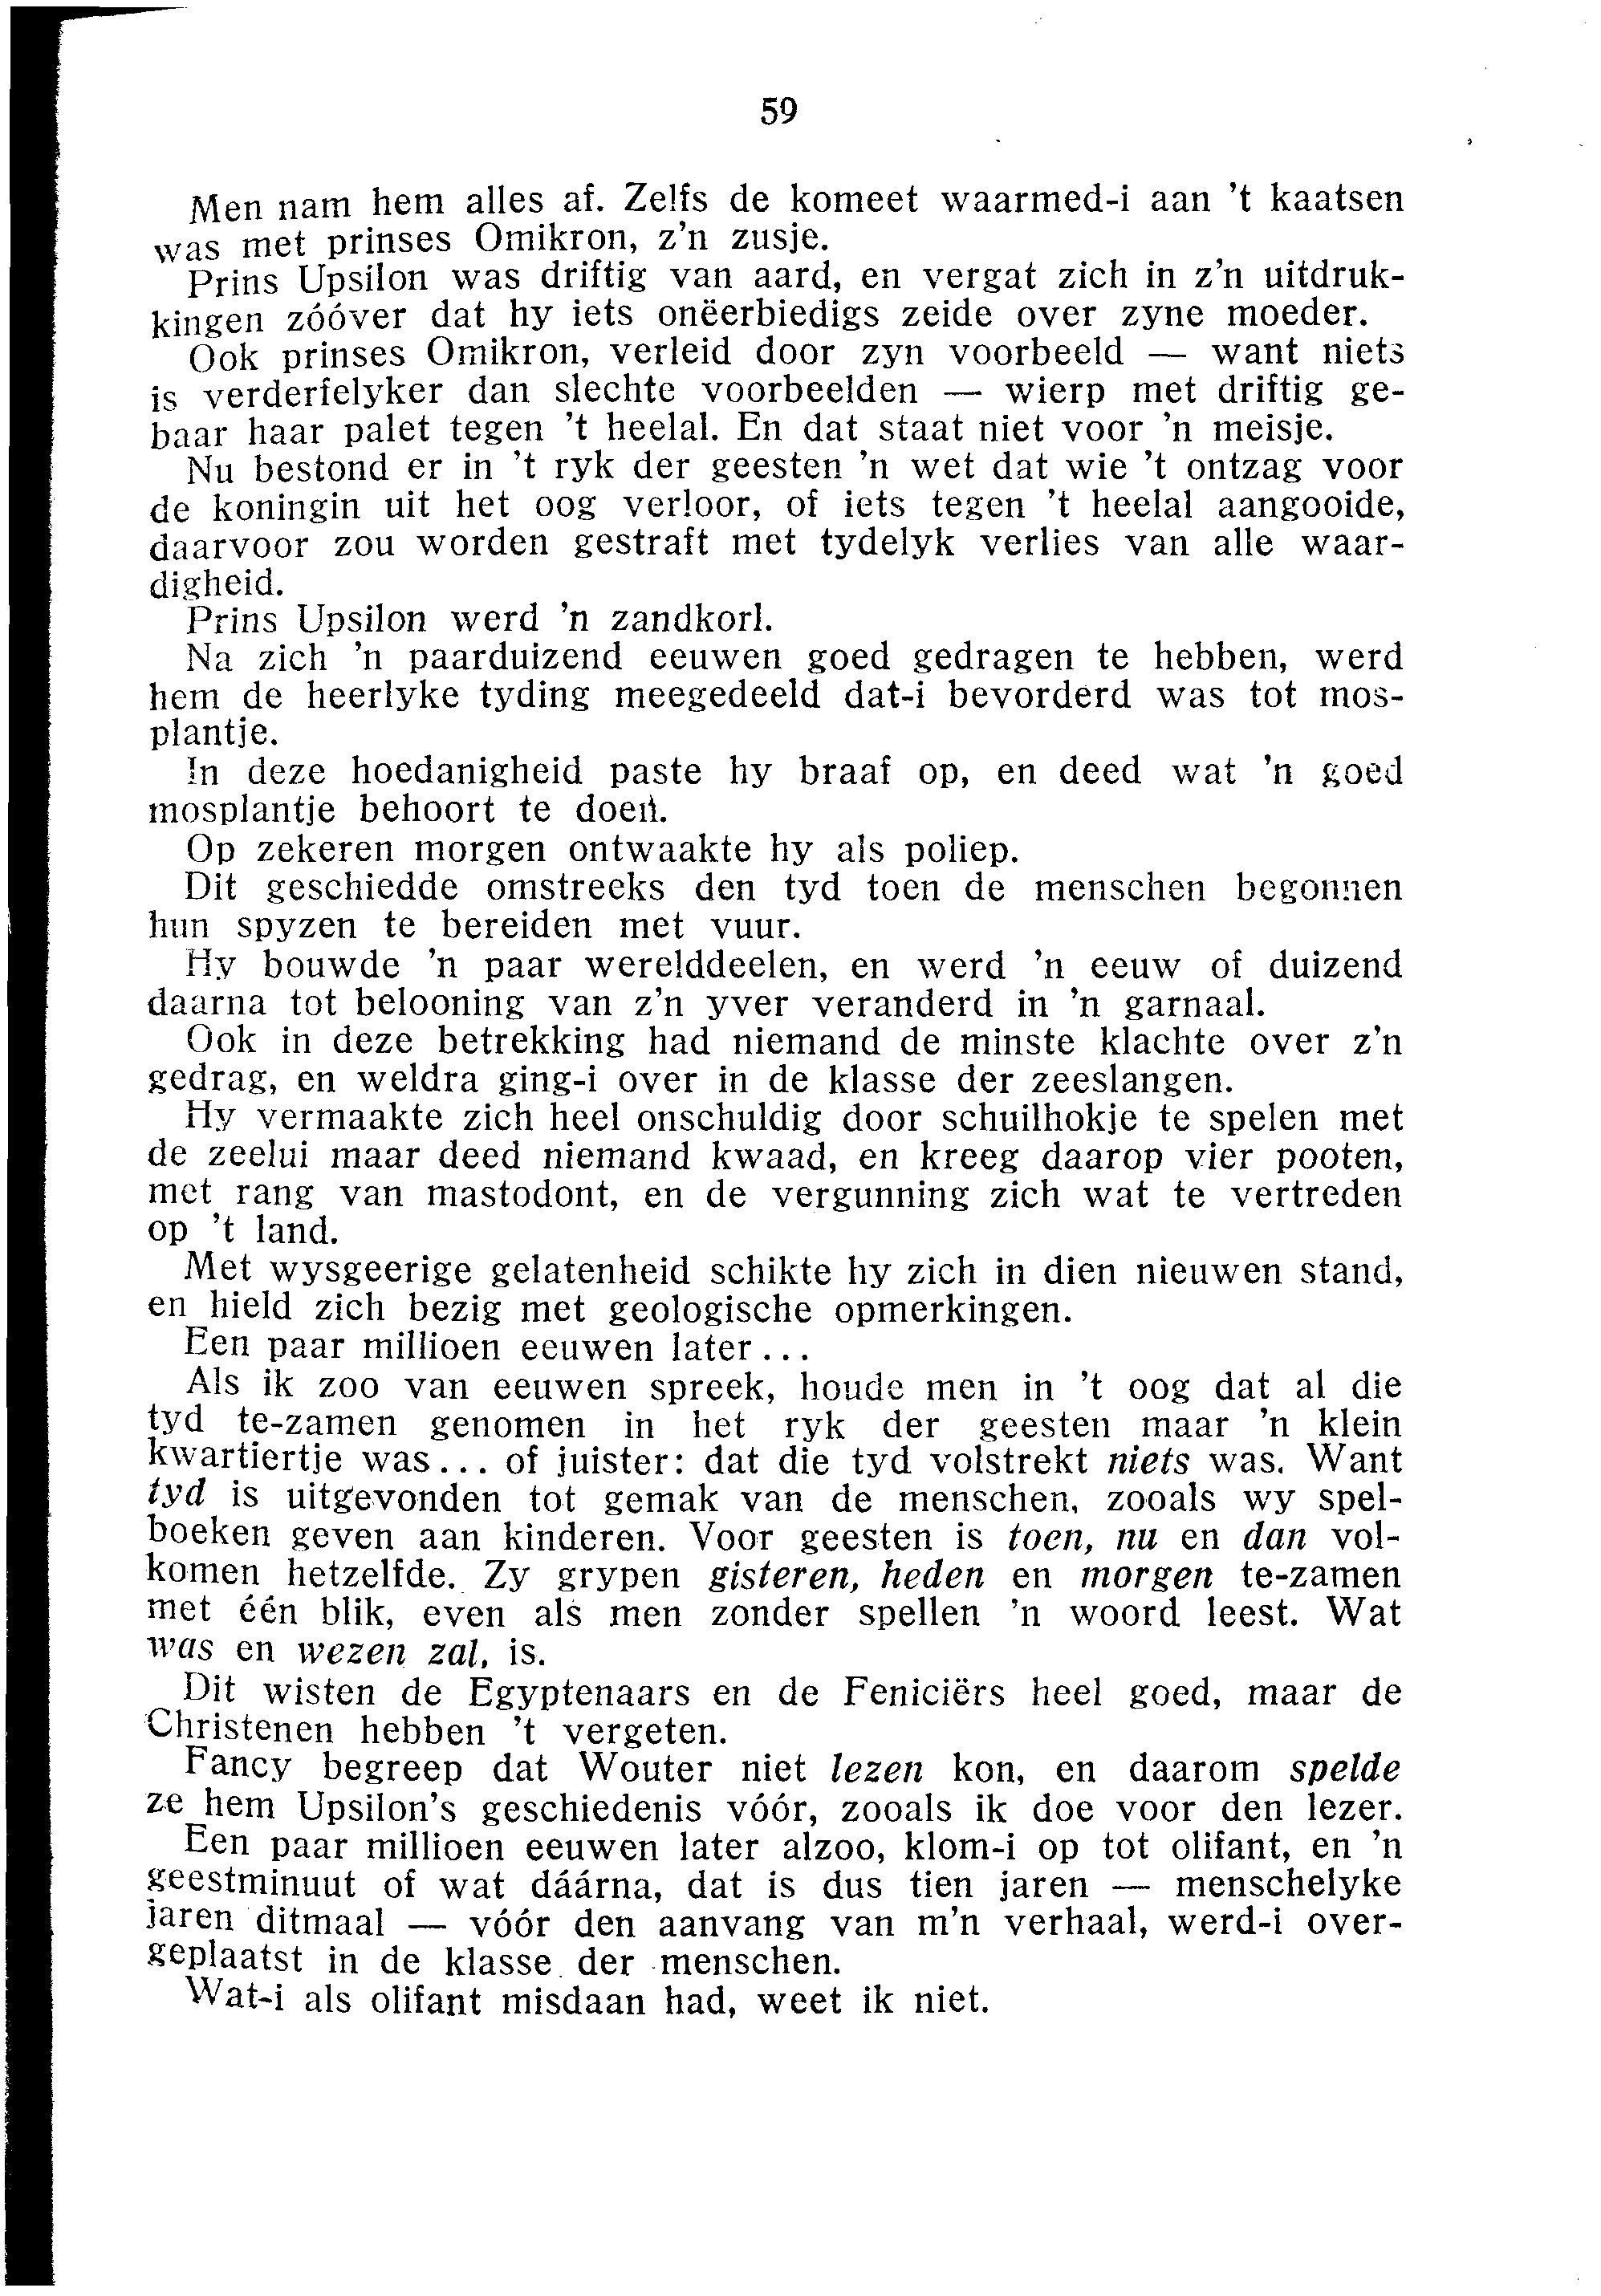 59
Men nam hem alles af. Zelfs de komeet waarmed-i aan 't kaatsen
was met prinses Omikron, z'n zusje.
Prins Upsilon was driftig van aard, en vergat zich in z'n uitdruk-
kingen zóóver dat hy iets onëerbiedigs zeide over zyne moeder.
Ook prinses Omikron, verleid door zyn voorbeeld — want niets
is verderfelyker dan slechte voorbeelden — wierp met driftig ge-
baar haar palet tegen 't heelal. En dat staat niet voor 'n meisje.
Nu bestond er in 't ryk der geesten 'n wet dat wie 't ontzag voor
de koningin uit het oog verloor, of iets tegen 't heelal aangooide,
daarvoor zou worden gestraft met tydelyk verlies van alle waar-
digheid.
Prins Upsilon werd 'n zandkorl.
Na zich 'n paarduizend eeuwen goed gedragen te hebben, werd
hem de heerlyke tyding meegedeeld dat-i bevorderd was tot mos-
plantje.
In deze hoedanigheid paste hy braaf op, en deed wat 'n goed
mosplantje behoort te doen.
Op zekeren morgen ontwaakte hy als poliep.
Dit geschiedde omstreeks den tyd toen de menschen begonnen
hun spyzen te bereiden met vuur.
Hy bouwde 'n paar werelddeelen, en werd 'n eeuw of duizend
daarna tot belooning van z'n yver veranderd in 'n garnaal.
Ook in deze betrekking had niemand de minste klachte over z'n
gedrag, en weldra ging-i over in de klasse der zeeslangen.
Hy vermaakte zich heel onschuldig door schuilhokje te spelen met
de zeelui maar deed niemand kwaad, en kreeg daarop vier pooten,
met rang van mastodont, en de vergunning zich wat te vertreden
op 't land.
Met wysgeerige gelatenheid schikte hy zich in dien nieuwen stand,
en hield zich bezig met geologische opmerkingen.
Een paar millioen eeuwen later...
Als ik zoo van eeuwen spreek, houde men in 't oog dat al die
tyd te-zamen genomen in het ryk der geesten maar 'n klein
kwartiertje was... of juister: dat die tyd volstrekt niets was. Want
tyd is uitgevonden tot gemak van de menschen, zooals wy spel-
boeken geven aan kinderen. Voor geesten is toen, nu en dan vol-
komen hetzelfde. Zy grypen gisteren, heden en morgen te-zamen
met één blik, even als men zonder spellen 'n woord leest. Wat
was en wezen zal, is.
Dit wisten de Egyptenaars en de Feniciërs heel goed, maar de
Christenen hebben 't vergeten.
Fancy begreep dat Wouter niet lezen kon, en daarom spelde
ze hem Upsilon's geschiedenis vóór, zooals ik doe voor den lezer.
Een paar millioen eeuwen later alzoo, klom-i op tot olifant, en 'n
geestminuut of wat dáárna, dat is dus tien jaren — menschelyke
jaren ditmaal — vóór den aanvang van m'n verhaal, werd-i over-
geplaatst in de klasse der menschen.
Wat-i als olifant misdaan had, weet ik niet.